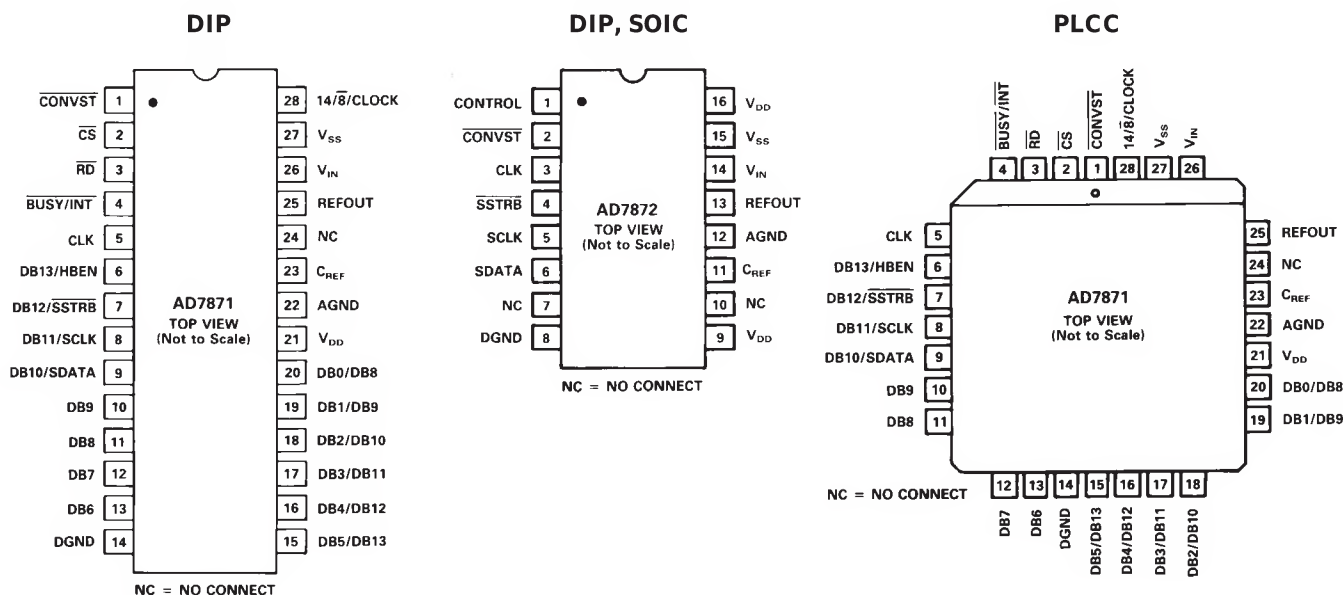 DIP
CONVST 1
CS 2
RD 3
BUSY/INT 4
CLK 5
DB13/HBEN 6
DB12/SSTRB 7
DB11/SCLK 8
DB10/SDATA 9
DB9 10
DB8 11
DB7 12
DB6 13
DGND 14
AD7871
TOP VIEW
(Not to Scale)
28 14/8/CLOCK
27 VSS
26 VIN
25 REFOUT
24 NC
23 CREF
22 AGND
21 VDD
20 DB0/DB8
19 DB1/DB9
18 DB2/DB10
17 DB3/DB11
16 DB4/DB12
15 DB5/DB13
NC = NO CONNECT
DIP, SOIC
CONTROL 1
CONVST 2
CLK 3
SSTRB 4
SCLK 5
SDATA 6
NC 7
DGND 8
AD7872
TOP VIEW
(Not to Scale)
16 VDD
15 VSS
14 VIN
13 REFOUT
12 AGND
11 CREF
10 NC
9 VDD
NC = NO CONNECT
PLCC
BUSY/INT
RD
CS
CONVST
14/8/CLOCK
VSS
VIN
4 3 2 1 28 27 26
CLK 5
DB13/HBEN 6
DB12/SSTRB 7
DB11/SCLK 8
DB10/SDATA 9
DB9 10
DB8 11
AD7871
TOP VIEW
(Not to Scale)
25 REFOUT
24 NC
23 CREF
22 AGND
21 VDD
20 DB0/DB8
19 DB1/DB9
NC = NO CONNECT
12 13 14 15 16 17 18
DB7
DB6
DGND
DB5/DB13
DB4/DB12
DB3/DB11
DB2/DB10